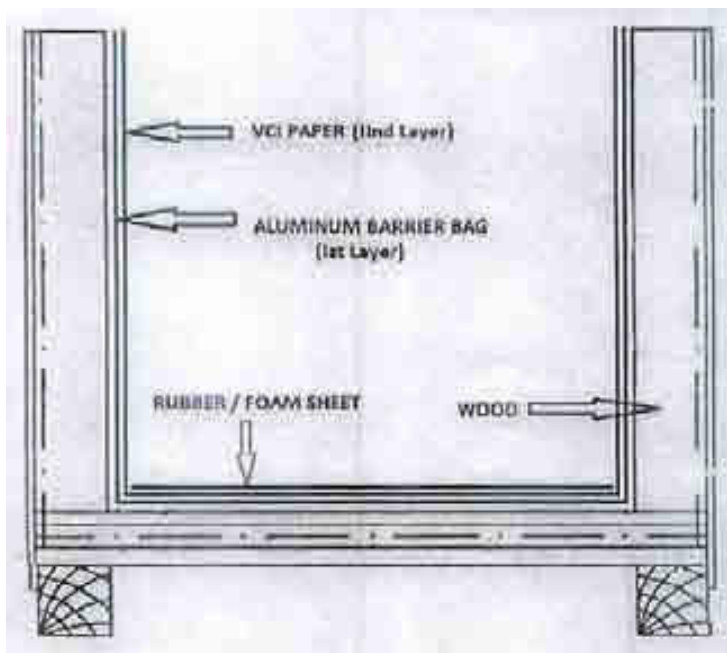 VCI PAPER (IInd Layer)
ALUMINUM BARRIER BAG
(Ist Layer)
RUBBER / FOAM SHEET
WOOD